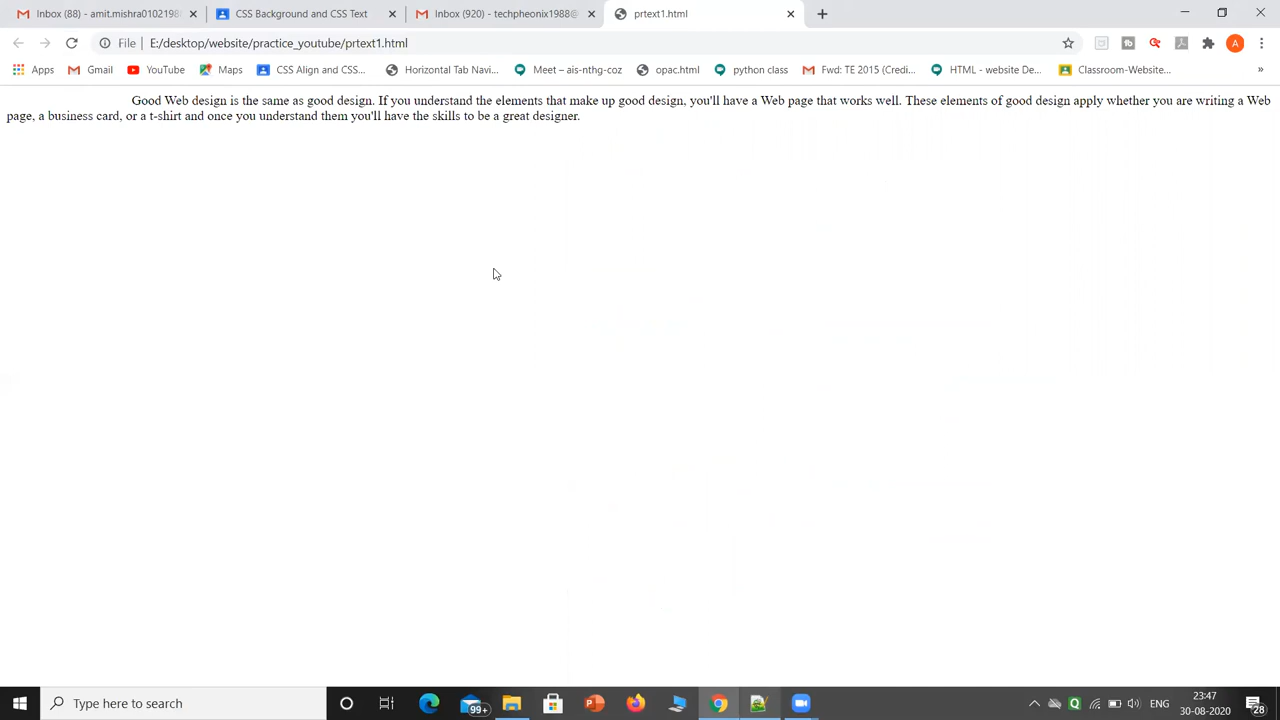 Inbox (88) - amit.mishra0102198
CSS Background and CSS Text
Inbox (920) - techpheonix1988@
prtext1.html
File
E:/desktop/website/practice_youtube/prtext1.html
A
Apps
Gmail
YouTube
Maps
CSS Align and CSS...
Horizontal Tab Navi...
Meet – ais-nthg-coz
opac.html
python class
Fwd: TE 2015 (Credi...
HTML - website De...
Classroom-Website...
»
Good Web design is the same as good design. If you understand the elements that make up good design, you'll have a Web page that works well. These elements of good design apply whether you are writing a Web
page, a business card, or a t-shirt and once you understand them you'll have the skills to be a great designer.
Type here to search
99+
ENG
23:47
30-08-2020
28